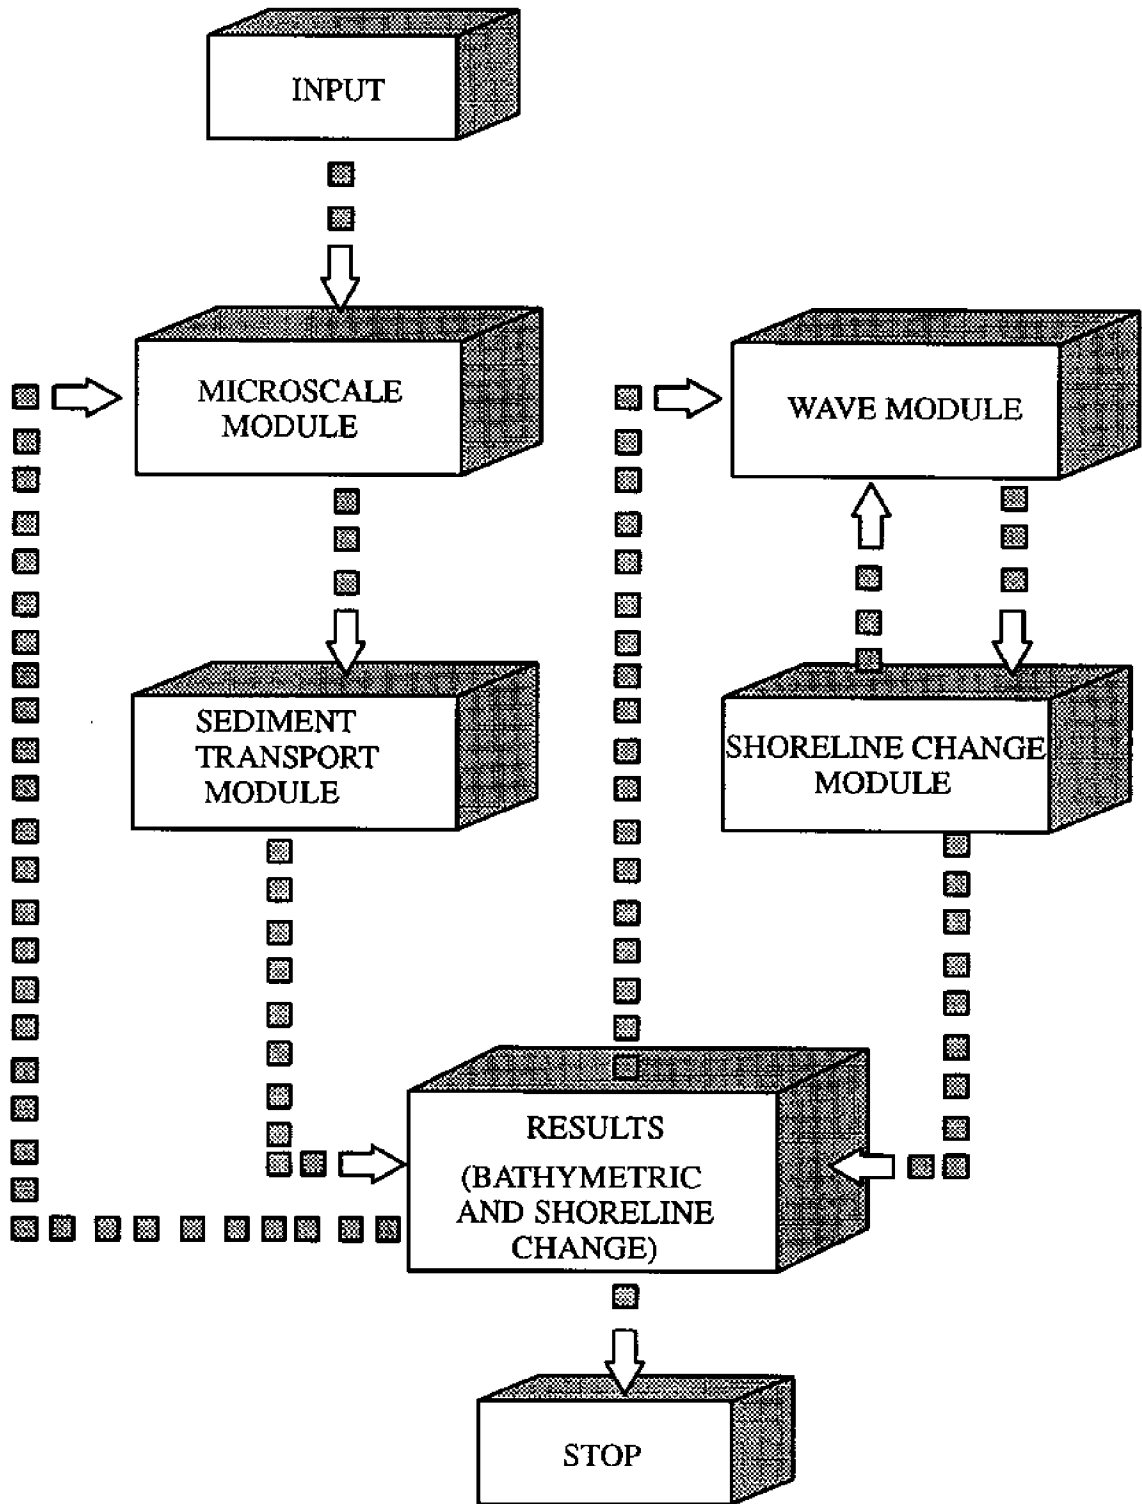 INPUT
MICROSCALE
MODULE
WAVE MODULE
SEDIMENT
TRANSPORT
MODULE
SHORELINE CHANGE
MODULE
RESULTS
(BATHYMETRIC
AND SHORELINE
CHANGE)
STOP